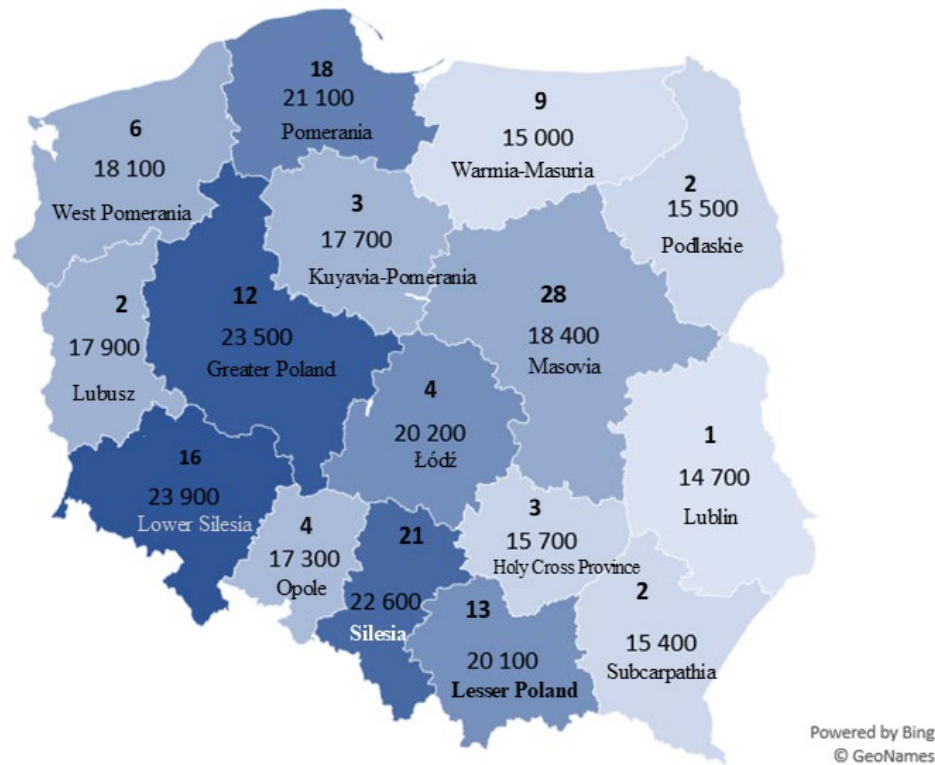 18
21 100
Pomerania
9
15 000
Warmia-Masuria
6
18 100
West Pomerania
2
15 500
Podlaskie
3
17 700
Kuyavia-Pomerania
2
17 900
Lubusz
12
23 500
Greater Poland
28
18 400
Masovia
4
20 200
Łódź
1
14 700
Lublin
16
23 900
Lower Silesia
4
17 300
Opole
21
22 600
Silesia
3
15 700
Holy Cross Province
13
20 100
Lesser Poland
2
15 400
Subcarpathia
Powered by Bing
© GeoNames